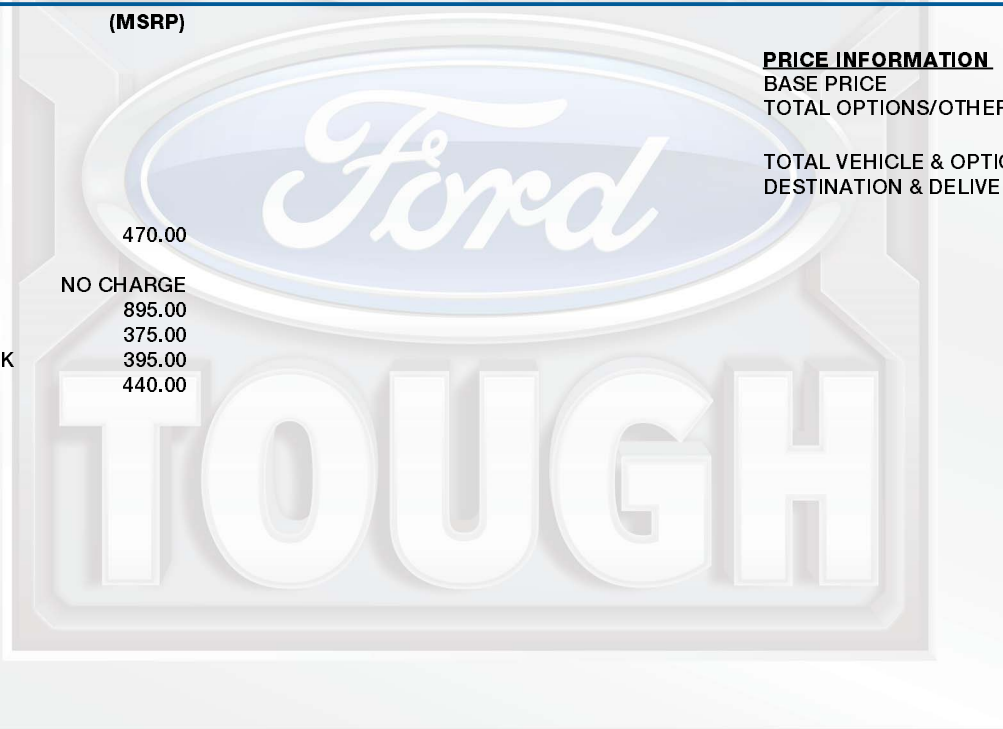 (MSRP)
470.00
NO CHARGE
895.00
375.00
K 395.00
440.00
PRICE INFORMATION
BASE PRICE
TOTAL OPTIONS/OTHER
TOTAL VEHICLE & OPTIO
DESTINATION & DELIVE
Ford
TOUGH